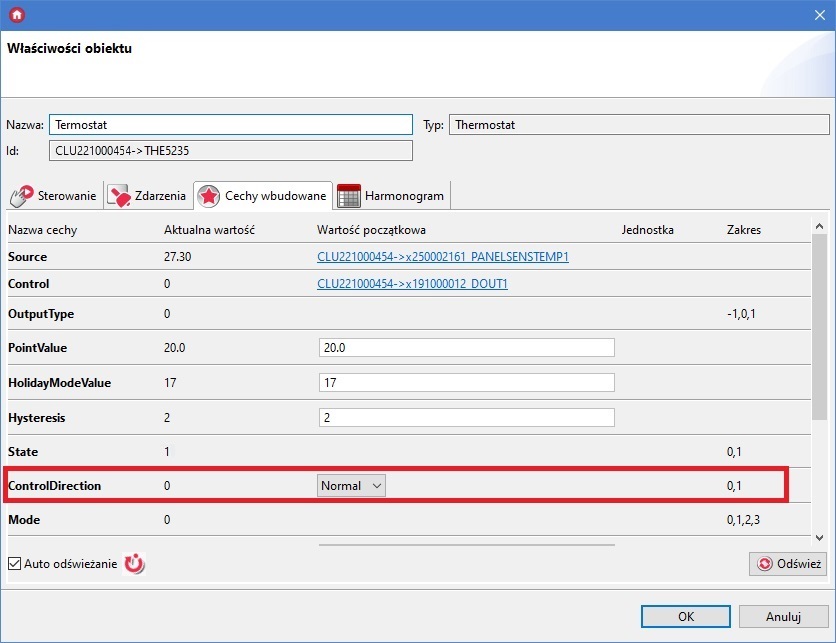 Właściwości obiektu
Nazwa: Termostat Typ: Thermostat
Id: CLU221000454->THE5235
Sterowanie Zdarzenia Cechy wbudowane Harmonogram
Nazwa cechy Aktualna wartość Wartość początkowa Jednostka Zakres
Source 27.30 CLU221000454->x250002161_PANELSENSTEMP1
Control 0 CLU221000454->x191000012_DOUT1
OutputType 0 -1,0,1
PointValue 20.0 20.0
HolidayModeValue 17 17
Hysteresis 2 2
State 1 0,1
ControlDirection 0 Normal 0,1
Mode 0 0,1,2,3
Auto odświeżanie Odśwież
OK Anuluj